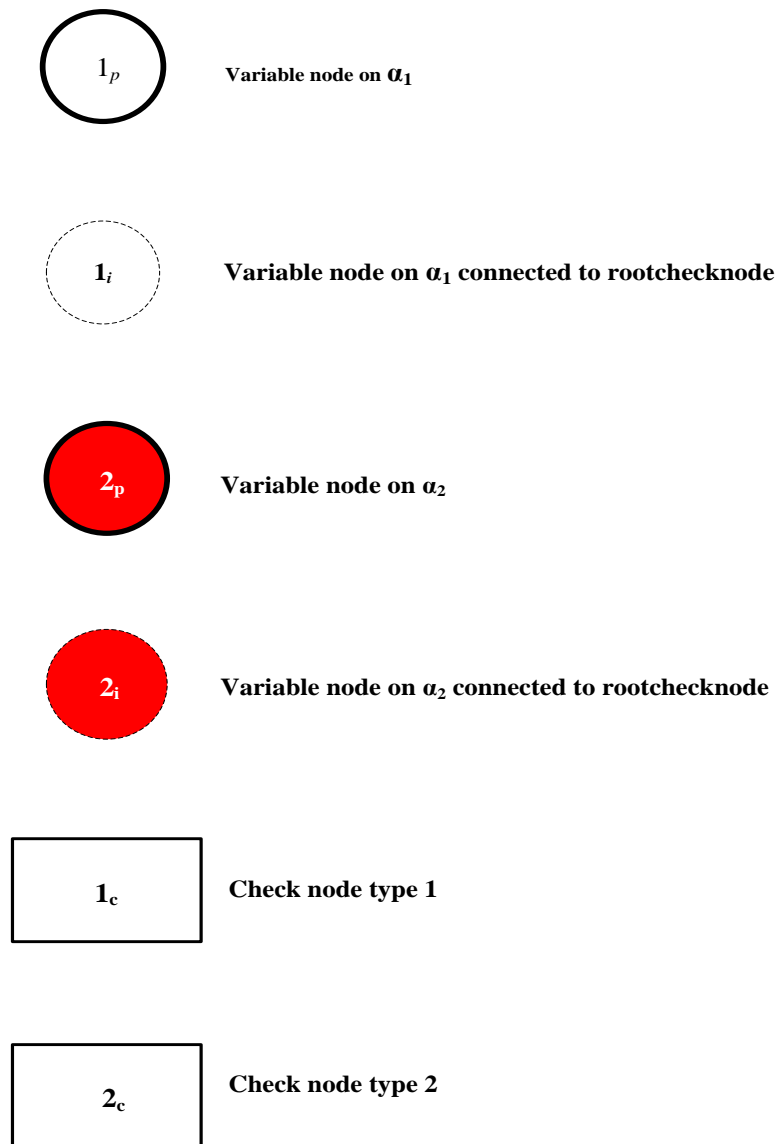 1ₚ Variable node on α₁
1ᵢ Variable node on α₁ connected to rootchecknode
2ₚ Variable node on α₂
2ᵢ Variable node on α₂ connected to rootchecknode
1c Check node type 1
2c Check node type 2